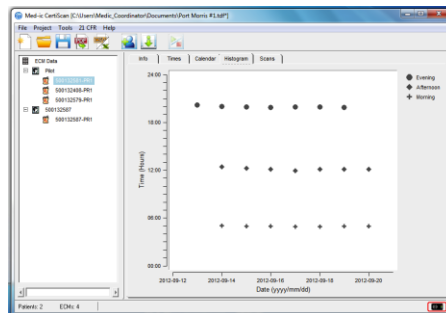 Med-ic CertiScan [C:\Users\Medic_Coordinator\Documents\Port Morris #1.tdf*]
File Project Tools 21 CFR Help
Info Times Calendar Histogram Scans
ECM Data
Pilot
500132488-PR1
500132579-PR1
500132587
500132587-PR1
24:00
18:00
12:00
06:00
00:00
Time (Hours)
2012-09-12 2012-09-14 2012-09-16 2012-09-18 2012-09-20
Date (yyyy/mm/dd)
Evening
Afternoon
Morning
Patients: 2 ECMs: 4